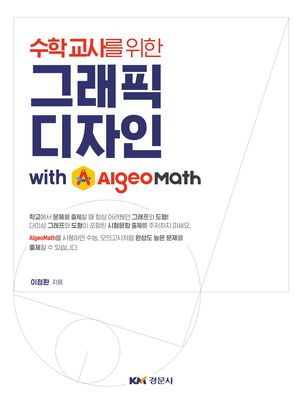 수학 교사를 위한
그래픽
디자인
with AlgeoMath
학교에서 문제를 출제할 때 항상 어려웠던 그래프와 도형!
더이상 그래프와 도형이 포함된 시험문항 출제를 주저하지 마세요.
AlgeoMath를 사용하면 수능, 모의고사처럼 완성도 높은 문제를
출제할 수 있습니다.
이정환 지음
KM 경문사